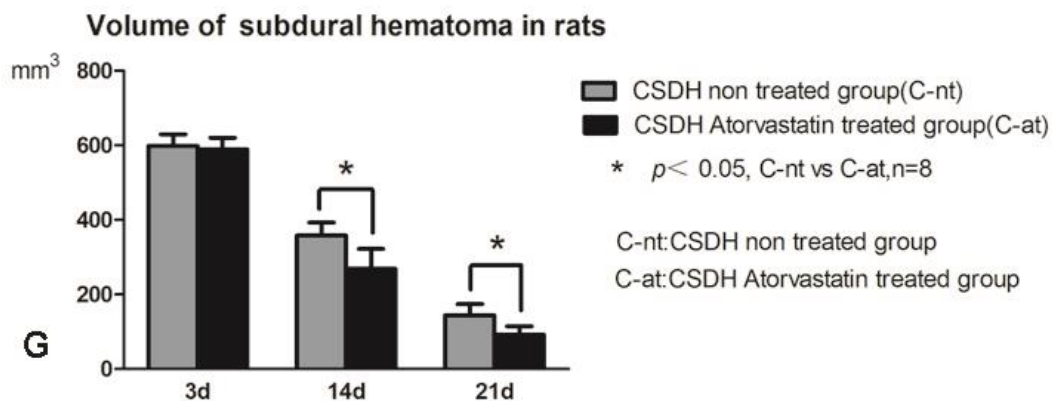 Volume of subdural hematoma in rats
mm³
800
600
400
200
0
*
*
3d
14d
21d
G
CSDH non treated group(C-nt)
CSDH Atorvastatin treated group(C-at)
* p< 0.05, C-nt vs C-at,n=8
C-nt:CSDH non treated group
C-at:CSDH Atorvastatin treated group